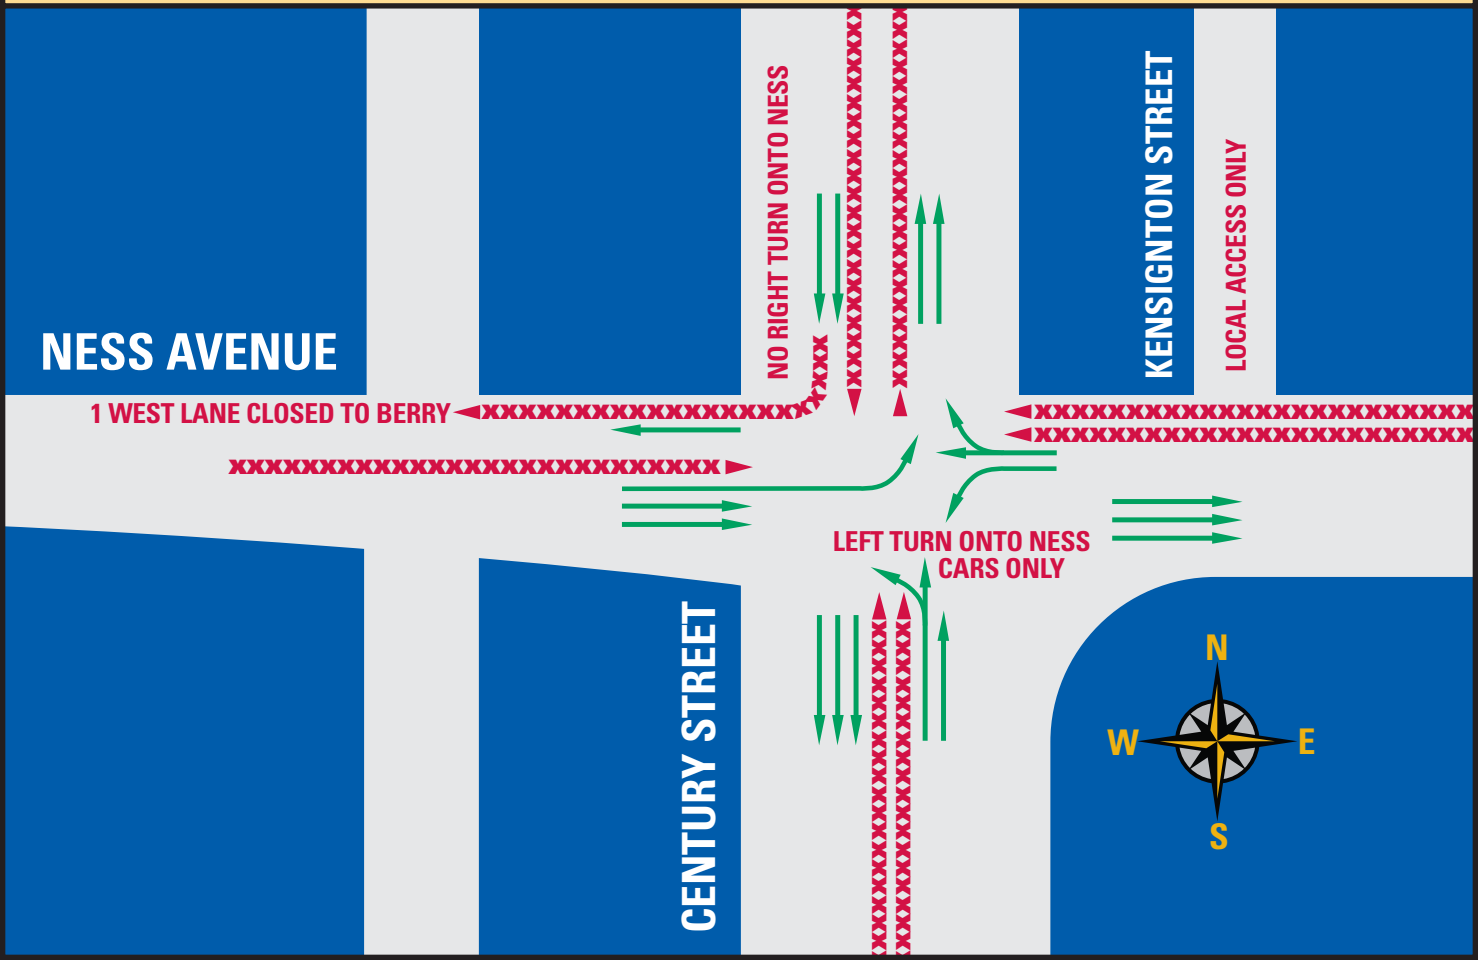 NO RIGHT TURN ONTO NESS
KENSIGNTON STREET
LOCAL ACCESS ONLY
NESS AVENUE
1 WEST LANE CLOSED TO BERRY
LEFT TURN ONTO NESS
CARS ONLY
CENTURY STREET
N
W
E
S